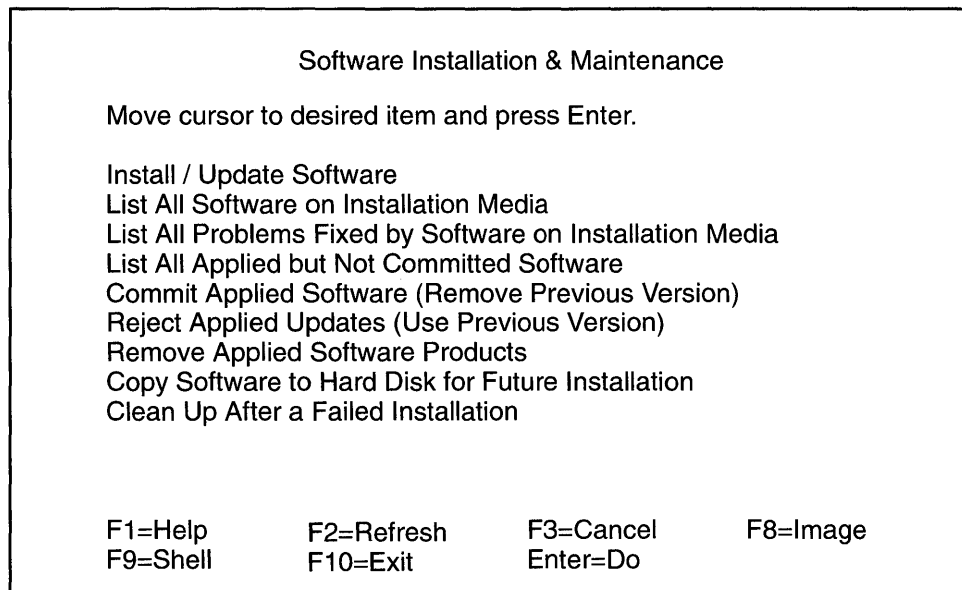 Software Installation & Maintenance
Move cursor to desired item and press Enter.
Install / Update Software
List All Software on Installation Media
List All Problems Fixed by Software on Installation Media
List All Applied but Not Committed Software
Commit Applied Software (Remove Previous Version)
Reject Applied Updates (Use Previous Version)
Remove Applied Software Products
Copy Software to Hard Disk for Future Installation
Clean Up After a Failed Installation
F1=Help F2=Refresh F3=Cancel F8=Image
F9=Shell F10=Exit Enter=Do